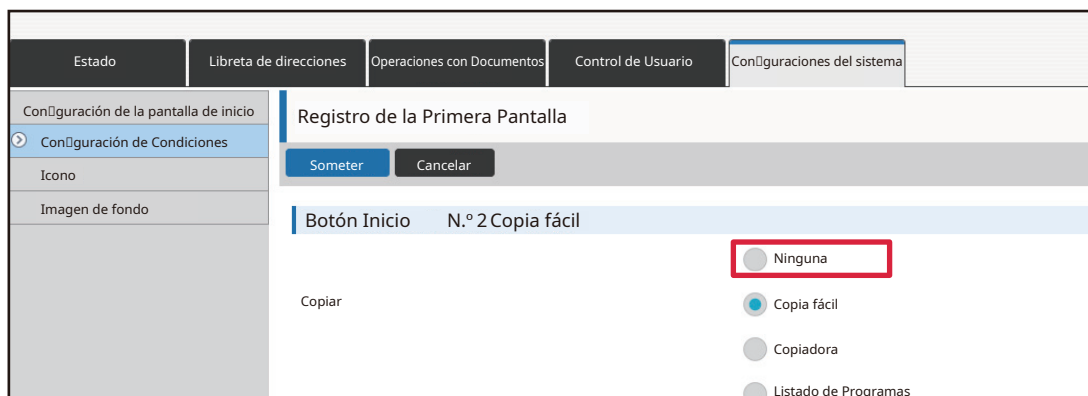 Estado
Libreta de direcciones
Operaciones con Documentos
Control de Usuario
Con▯guraciones del sistema
Con▯guración de la pantalla de inicio
Con▯guración de Condiciones
Icono
Imagen de fondo
Registro de la Primera Pantalla
Someter
Cancelar
Botón Inicio N.º 2 Copia fácil
Ninguna
Copiar
Copia fácil
Copiadora
Listado de Programas